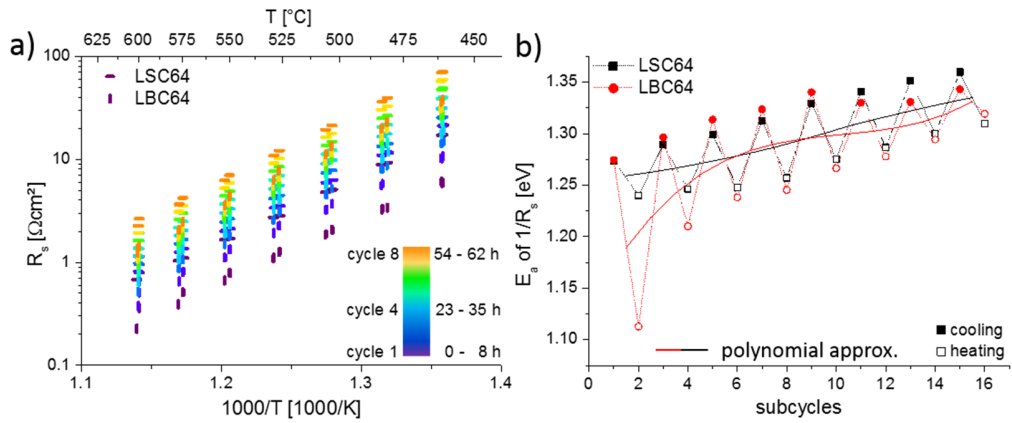 a)
T [°C]
625 600 575 550 525 500 475 450
100
10
1
0.1
Rs [Ωcm²]
LSC64
LBC64
cycle 8 54 - 62 h
cycle 4 23 - 35 h
cycle 1 0 - 8 h
1.1 1.2 1.3 1.4
1000/T [1000/K]
b)
LSC64
LBC64
1.35
1.30
1.25
1.20
1.15
1.10
Ea of 1/Rs [eV]
cooling
heating
polynomial approx.
0 2 4 6 8 10 12 14 16
subcycles